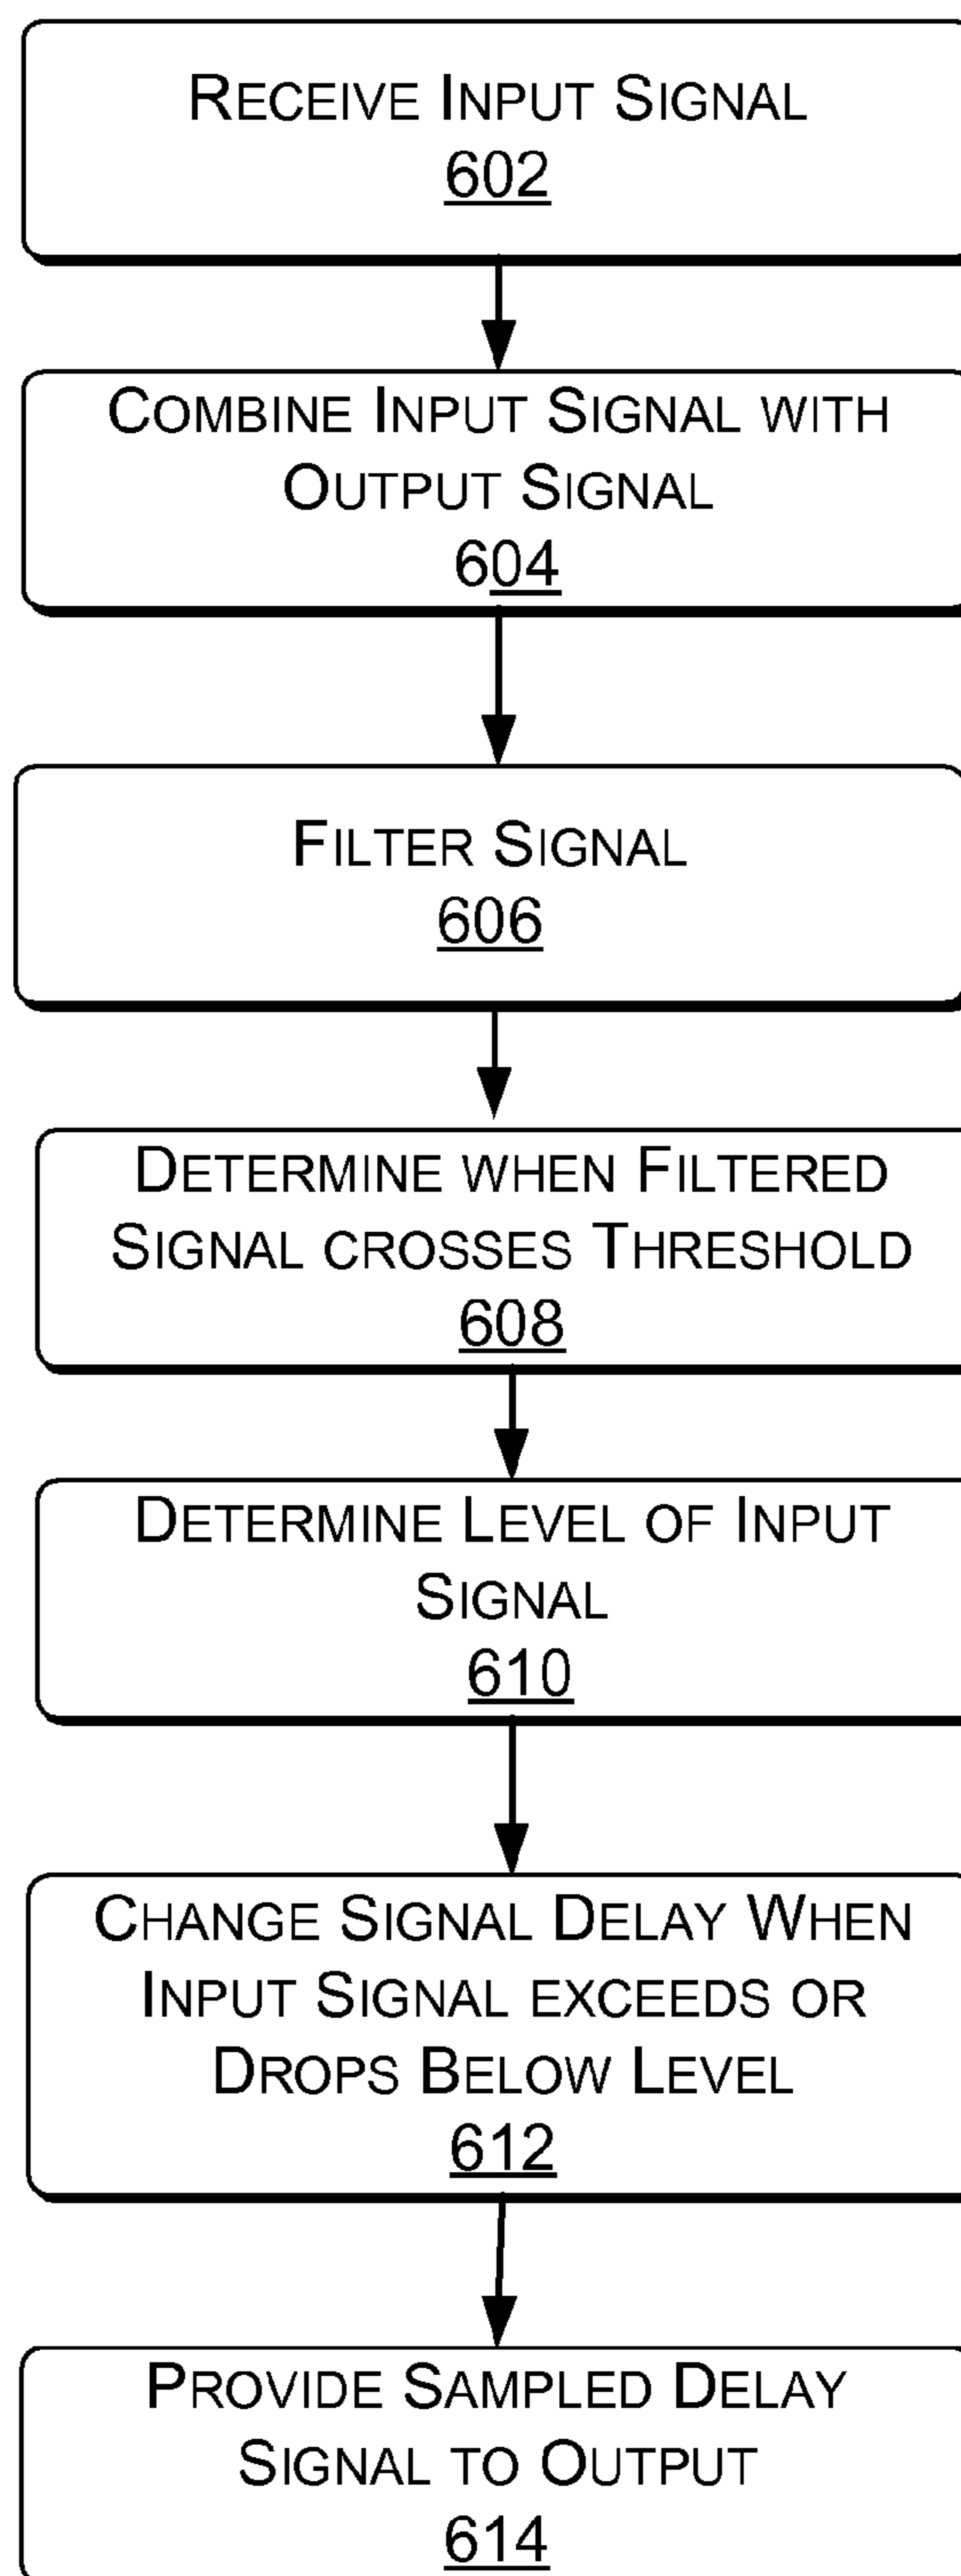 RECEIVE INPUT SIGNAL
602
COMBINE INPUT SIGNAL WITH
OUTPUT SIGNAL
604
FILTER SIGNAL
606
DETERMINE WHEN FILTERED
SIGNAL CROSSES THRESHOLD
608
DETERMINE LEVEL OF INPUT
SIGNAL
610
CHANGE SIGNAL DELAY WHEN
INPUT SIGNAL EXCEEDS OR
DROPS BELOW LEVEL
612
PROVIDE SAMPLED DELAY
SIGNAL TO OUTPUT
614